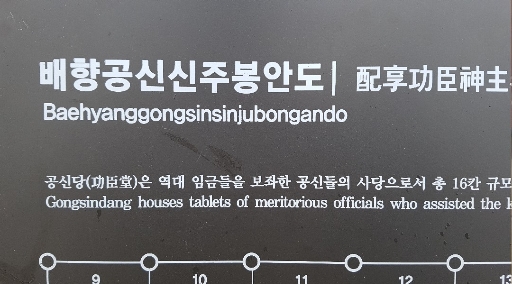 배향공신신주봉안도| 配享功臣神主
Baehyanggongsinsinjubongando
공신당(功臣堂)은 역대 임금들을 보좌한 공신들의 사당으로서 총 16칸 규모
Gongsindang houses tablets of meritorious officials who assisted the
9 10 11 12 13